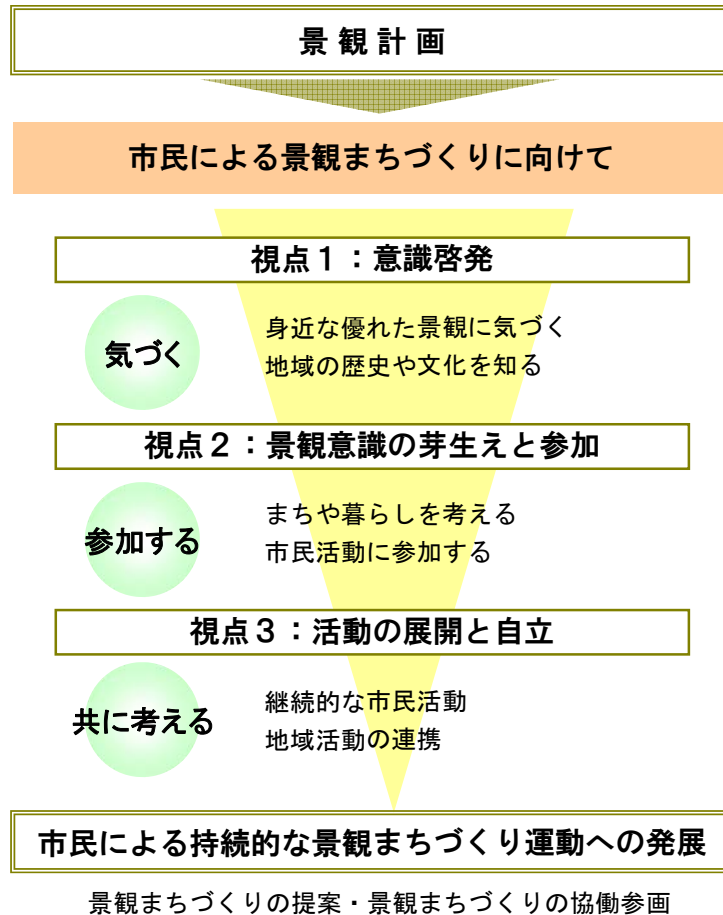 景観計画
市民による景観まちづくりに向けて
視点１：意識啓発
気づく
身近な優れた景観に気づく
地域の歴史や文化を知る
視点２：景観意識の芽生えと参加
参加する
まちや暮らしを考える
市民活動に参加する
視点３：活動の展開と自立
共に考える
継続的な市民活動
地域活動の連携
市民による持続的な景観まちづくり運動への発展
景観まちづくりの提案・景観まちづくりの協働参画